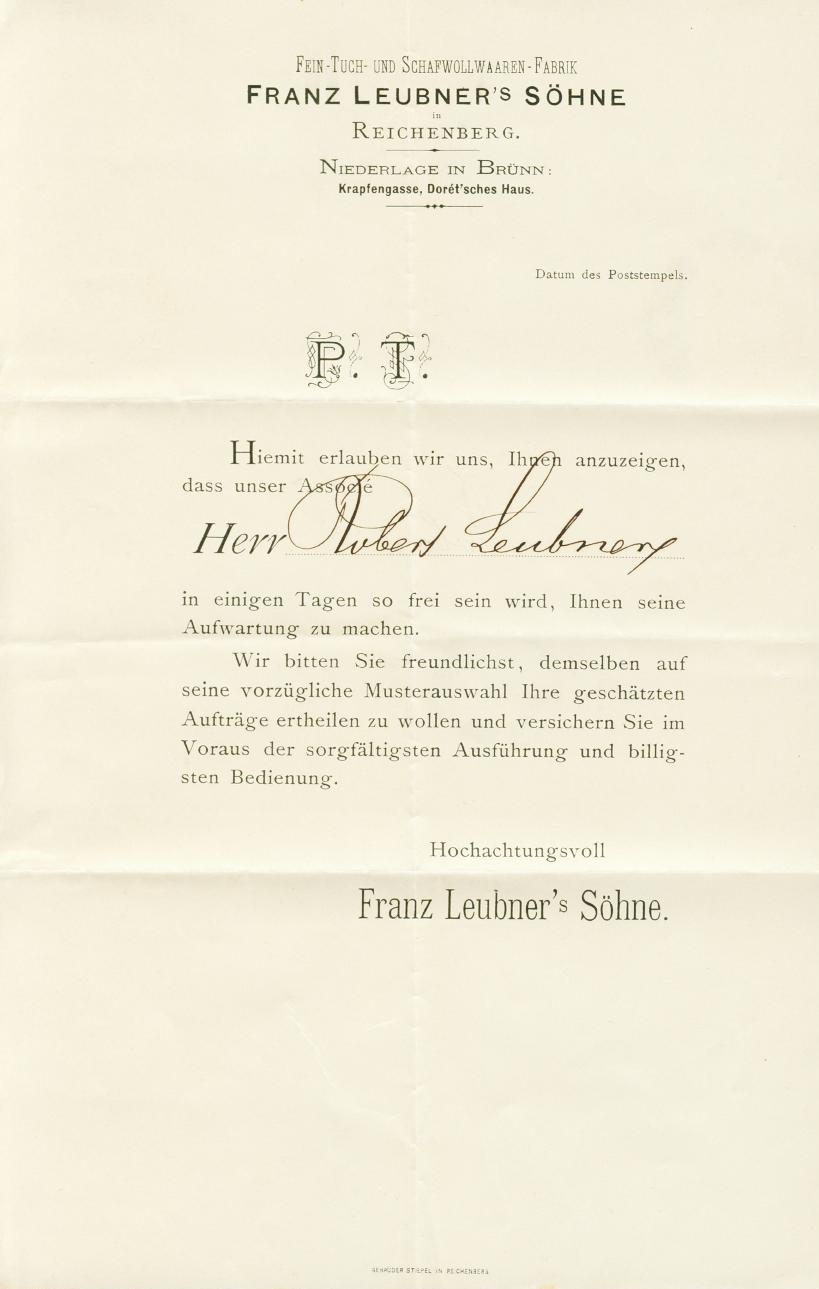 FEIN-TUCH- UND SCHAFWOLLWAAREN-FABRIK
FRANZ LEUBNER'S SÖHNE
in
REICHENBERG.
NIEDERLAGE IN BRÜNN:
Krapfengasse, Dorét'sches Haus.
Datum des Poststempels.
P. T.
Hiemit erlauben wir uns, Ihnen anzuzeigen,
dass unser Associé
Herr Robert Leubner
in einigen Tagen so frei sein wird, Ihnen seine
Aufwartung zu machen.
Wir bitten Sie freundlichst, demselben auf
seine vorzügliche Musterauswahl Ihre geschätzten
Aufträge ertheilen zu wollen und versichern Sie im
Voraus der sorgfältigsten Ausführung und billig-
sten Bedienung.
Hochachtungsvoll
Franz Leubner's Söhne.
GEBRÜDER STIEPEL IN REICHENBERG